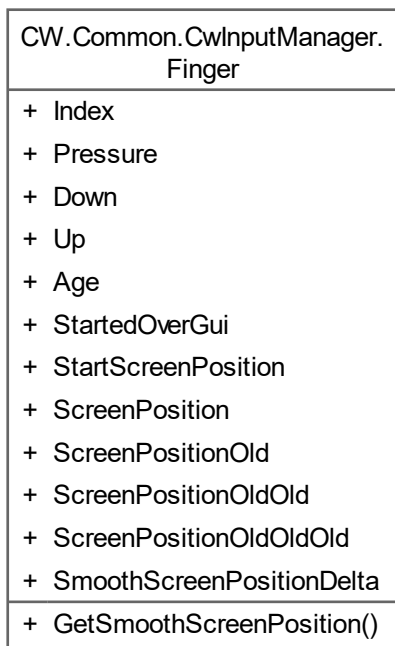 CW.Common.CwInputManager.
Finger
+ Index
+ Pressure
+ Down
+ Up
+ Age
+ StartedOverGui
+ StartScreenPosition
+ ScreenPosition
+ ScreenPositionOld
+ ScreenPositionOldOld
+ ScreenPositionOldOldOld
+ SmoothScreenPositionDelta
+ GetSmoothScreenPosition()